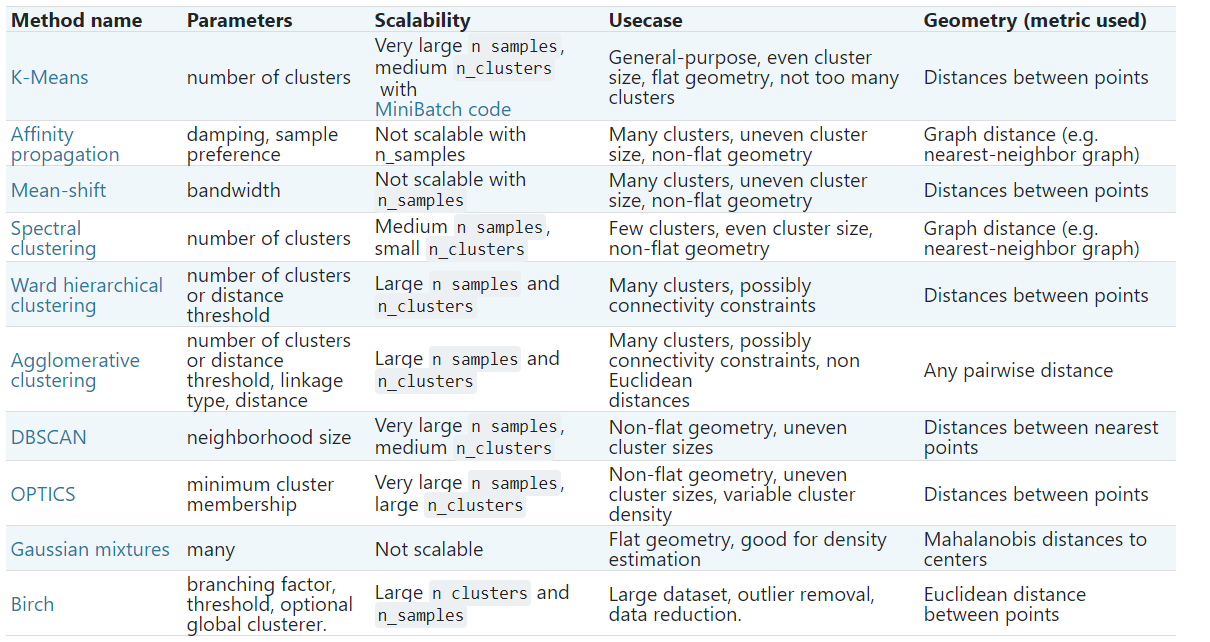 Method name Parameters Scalability Usecase Geometry (metric used)
K-Means
number of clusters
Very large n samples,
medium n_clusters
with
MiniBatch code
General-purpose, even cluster
size, flat geometry, not too many
clusters
Distances between points
Affinity
propagation
damping, sample
preference
Not scalable with
n_samples
Many clusters, uneven cluster
size, non-flat geometry
Graph distance (e.g.
nearest-neighbor graph)
Mean-shift
bandwidth
Not scalable with
n_samples
Many clusters, uneven cluster
size, non-flat geometry
Distances between points
Spectral
clustering
number of clusters
Medium n samples,
small n_clusters
Few clusters, even cluster size,
non-flat geometry
Graph distance (e.g.
nearest-neighbor graph)
Ward hierarchical
clustering
number of clusters
or distance
threshold
Large n samples and
n_clusters
Many clusters, possibly
connectivity constraints
Distances between points
Agglomerative
clustering
number of clusters
or distance
threshold, linkage
type, distance
Large n samples and
n_clusters
Many clusters, possibly
connectivity constraints, non
Euclidean
distances
Any pairwise distance
DBSCAN
neighborhood size
Very large n samples,
medium n_clusters
Non-flat geometry, uneven
cluster sizes
Distances between nearest
points
OPTICS
minimum cluster
membership
Very large n samples,
large n_clusters
Non-flat geometry, uneven
cluster sizes, variable cluster
density
Distances between points
Gaussian mixtures
many
Not scalable
Flat geometry, good for density
estimation
Mahalanobis distances to
centers
Birch
branching factor,
threshold, optional
global clusterer.
Large n clusters and
n_samples
Large dataset, outlier removal,
data reduction.
Euclidean distance
between points